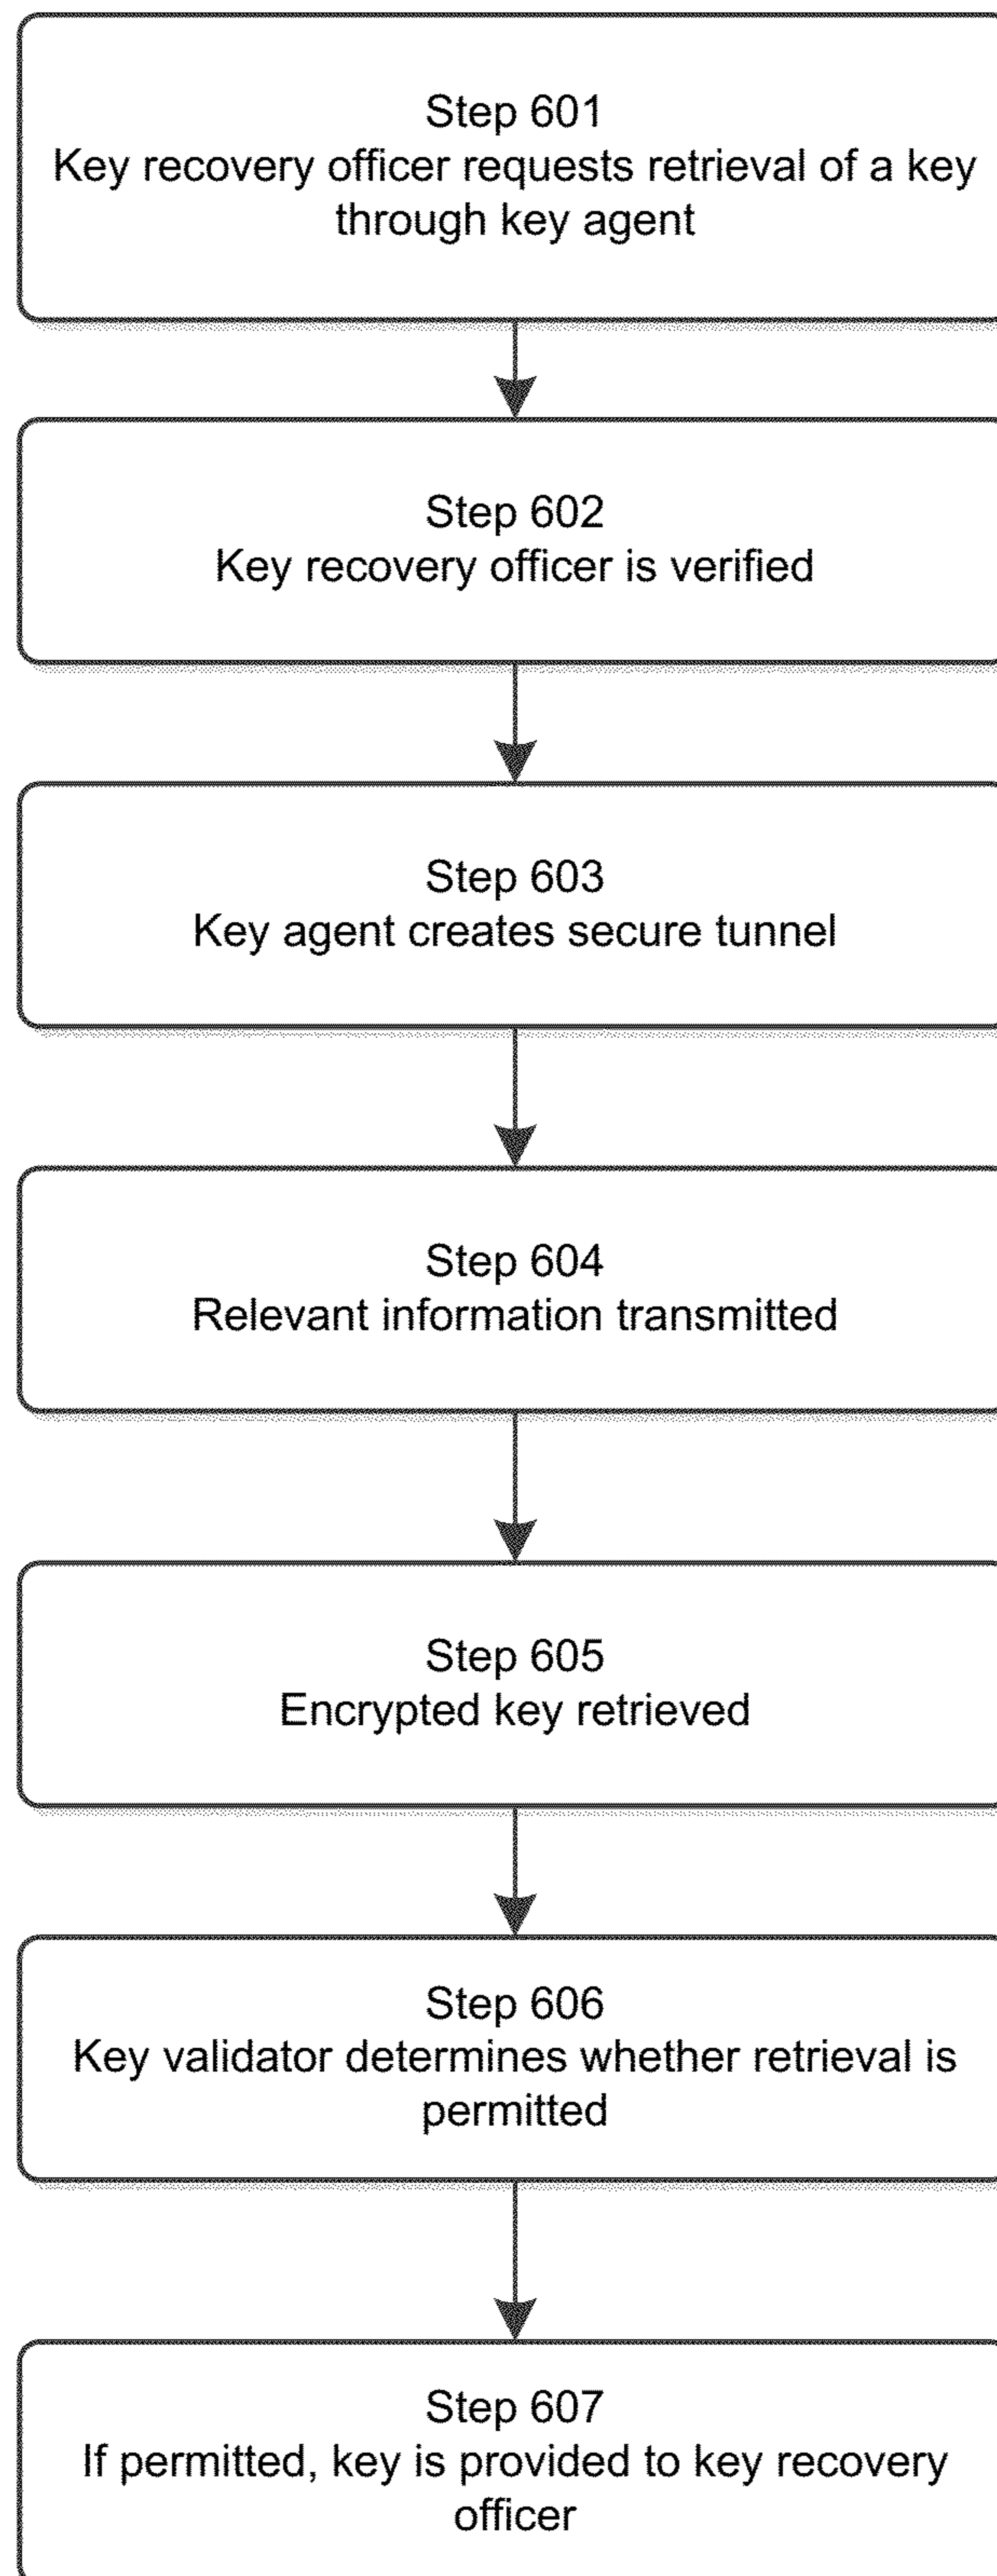 Step 601
Key recovery officer requests retrieval of a key
through key agent
Step 602
Key recovery officer is verified
Step 603
Key agent creates secure tunnel
Step 604
Relevant information transmitted
Step 605
Encrypted key retrieved
Step 606
Key validator determines whether retrieval is
permitted
Step 607
If permitted, key is provided to key recovery
officer